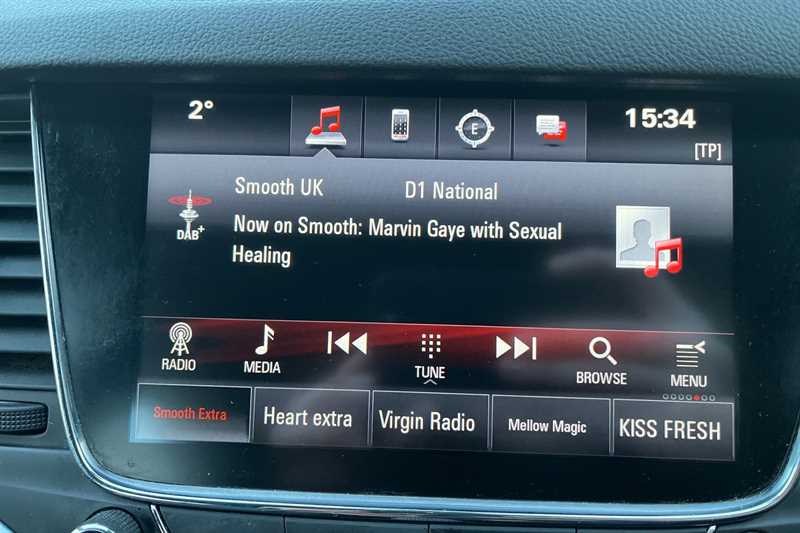 2° 15:34
E
[TP]
Smooth UK D1 National
DAB+
Now on Smooth: Marvin Gaye with Sexual
Healing
RADIO MEDIA TUNE BROWSE MENU
Smooth Extra Heart extra Virgin Radio Mellow Magic KISS FRESH